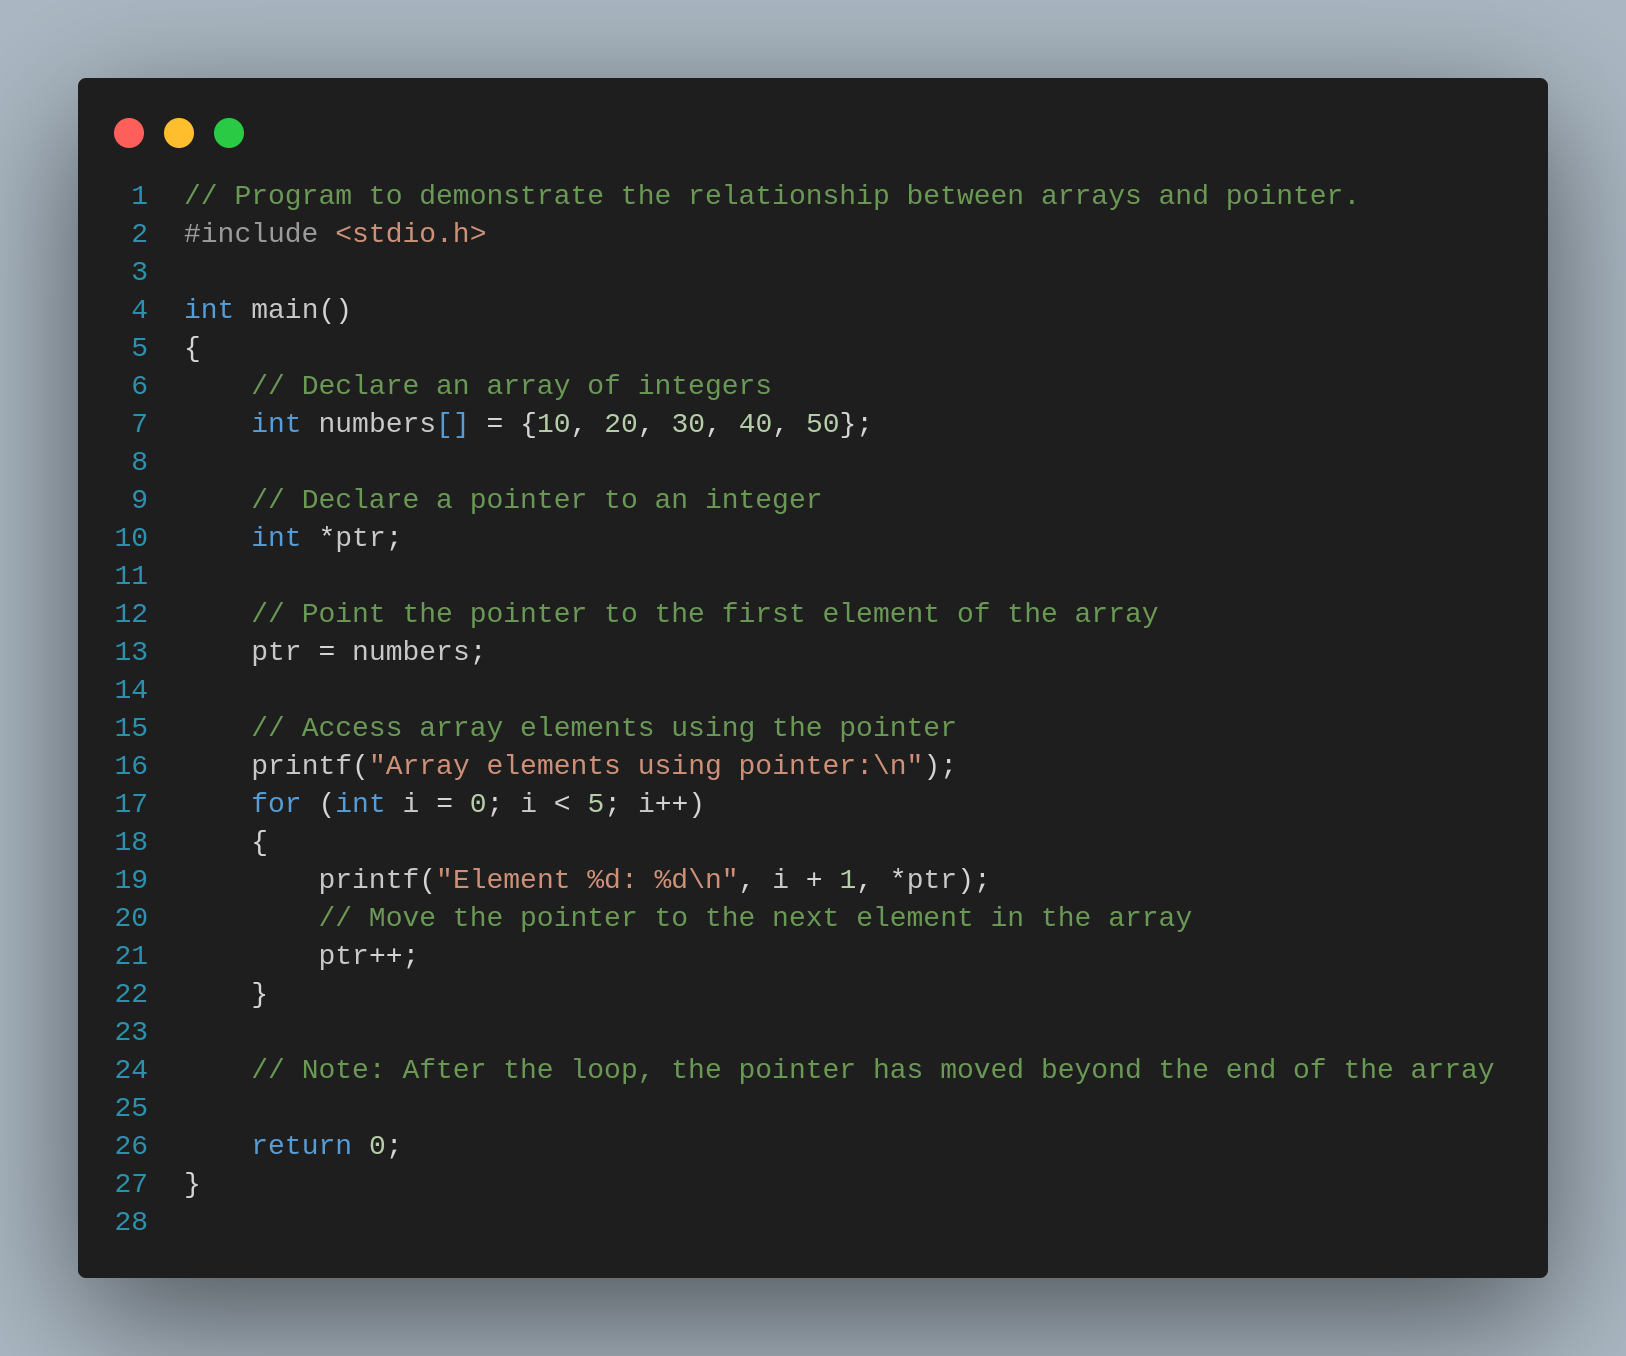 1 // Program to demonstrate the relationship between arrays and pointer.
2 #include <stdio.h>
3
4 int main()
5 {
6     // Declare an array of integers
7     int numbers[] = {10, 20, 30, 40, 50};
8
9     // Declare a pointer to an integer
10     int *ptr;
11
12     // Point the pointer to the first element of the array
13     ptr = numbers;
14
15     // Access array elements using the pointer
16     printf("Array elements using pointer:\n");
17     for (int i = 0; i < 5; i++)
18     {
19         printf("Element %d: %d\n", i + 1, *ptr);
20         // Move the pointer to the next element in the array
21         ptr++;
22     }
23
24     // Note: After the loop, the pointer has moved beyond the end of the array
25
26     return 0;
27 }
28